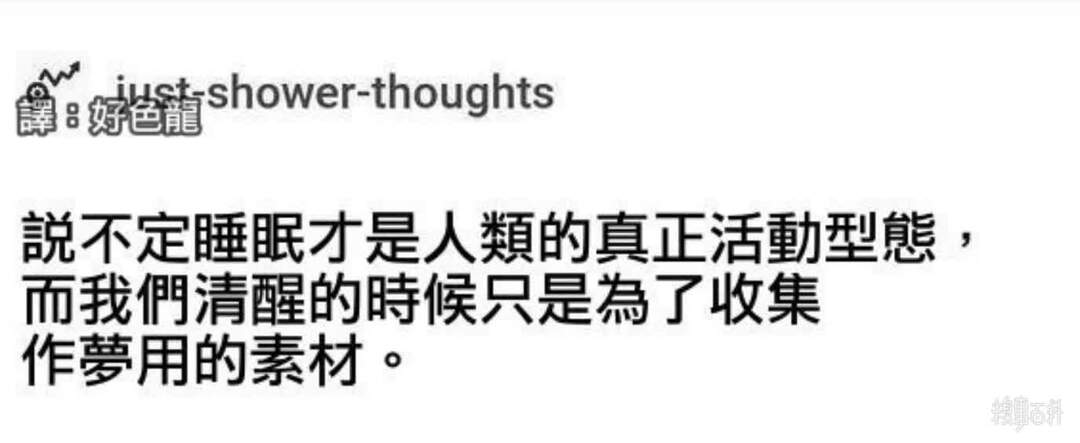 just-shower-thoughts
譯：好色龍
說不定睡眠才是人類的真正活動型態，
而我們清醒的時候只是為了收集
作夢用的素材。